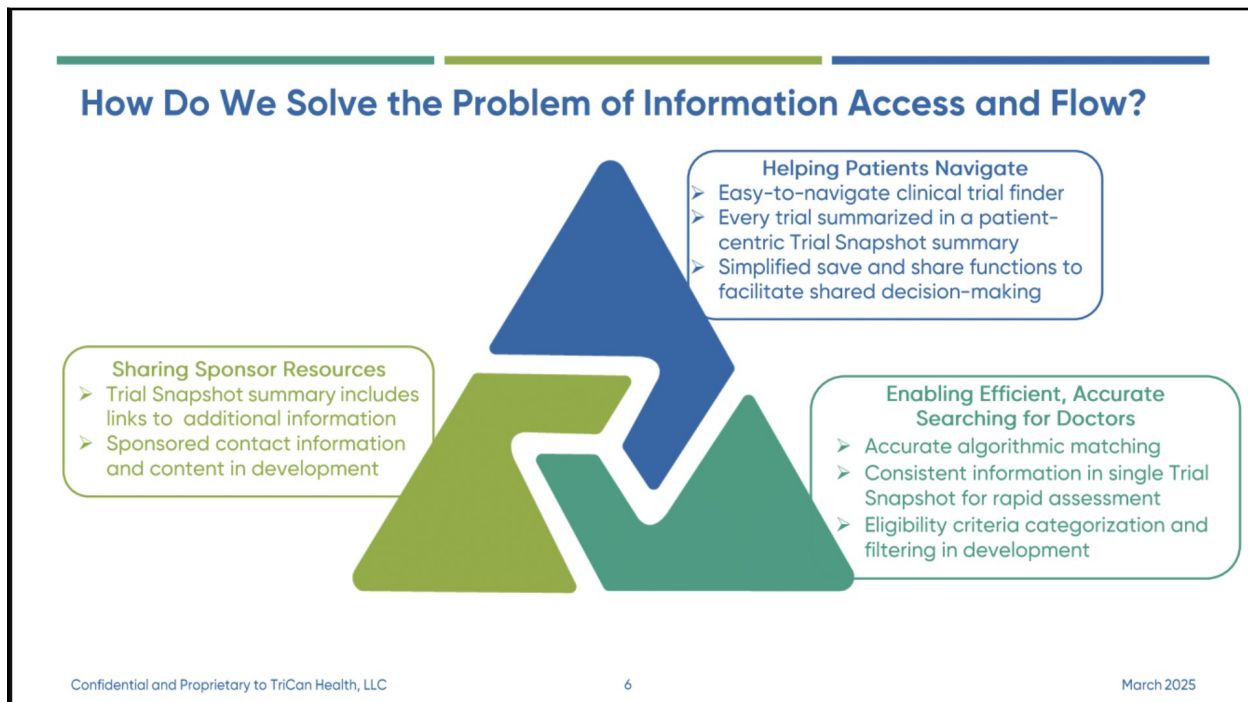 How Do We Solve the Problem of Information Access and Flow?
Helping Patients Navigate
➢ Easy-to-navigate clinical trial finder
➢ Every trial summarized in a patient-
centric Trial Snapshot summary
➢ Simplified save and share functions to
facilitate shared decision-making
Sharing Sponsor Resources
➢ Trial Snapshot summary includes
links to additional information
➢ Sponsored contact information
and content in development
Enabling Efficient, Accurate
Searching for Doctors
➢ Accurate algorithmic matching
➢ Consistent information in single Trial
Snapshot for rapid assessment
➢ Eligibility criteria categorization and
filtering in development
Confidential and Proprietary to TriCan Health, LLC
6
March 2025